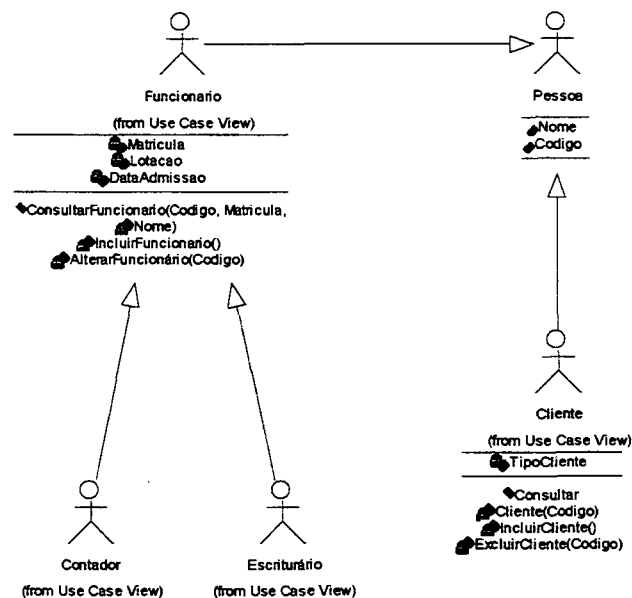 Funcionario
(from Use Case View)
Matricula
Lotacao
DataAdmissao
ConsultarFuncionario(Codigo, Matricula,
Nome)
IncluirFuncionario()
AlterarFuncionário(Codigo)
Pessoa
Nome
Codigo
Cliente
(from Use Case View)
TipoCliente
Consultar
Cliente(Codigo)
IncluirCliente()
ExcluirCliente(Codigo)
Contador
(from Use Case View)
Escriturário
(from Use Case View)